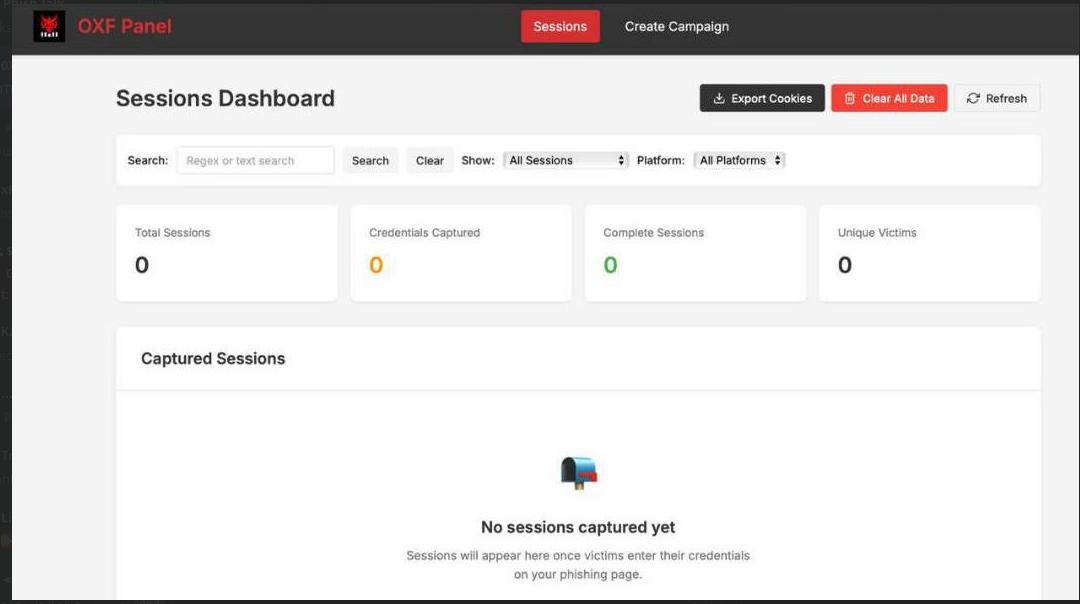 OXF Panel
Sessions
Create Campaign
Sessions Dashboard
Export Cookies
Clear All Data
Refresh
Search:
Regex or text search
Search
Clear
Show:
All Sessions
Platform:
All Platforms
Total Sessions
0
Credentials Captured
0
Complete Sessions
0
Unique Victims
0
Captured Sessions
No sessions captured yet
Sessions will appear here once victims enter their credentials
on your phishing page.